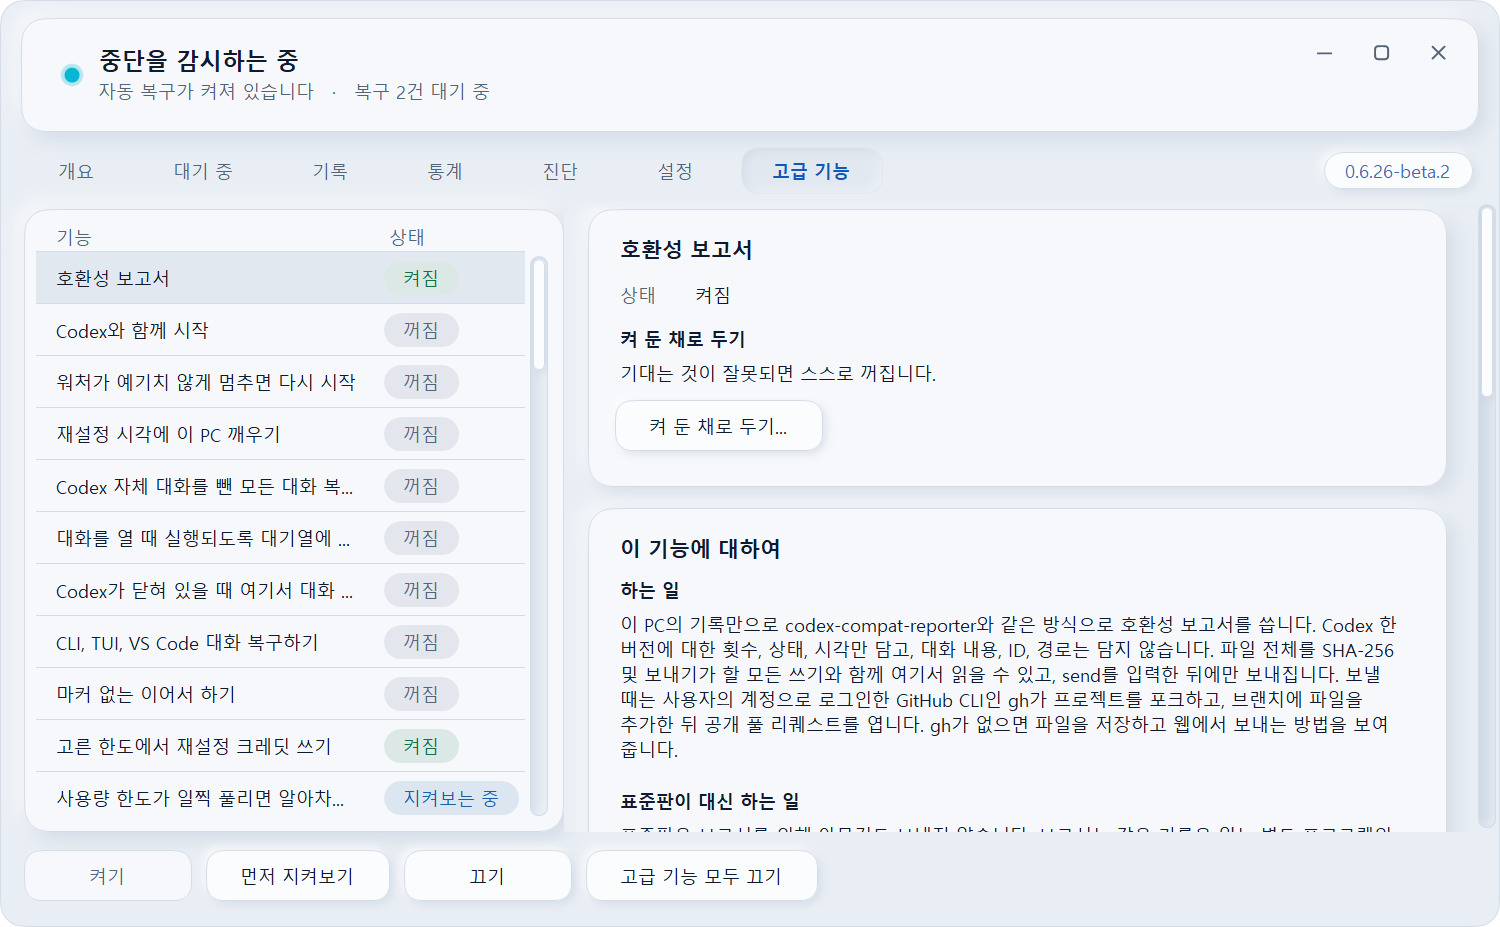 중단을 감시하는 중
자동 복구가 켜져 있습니다 · 복구 2건 대기 중
개요
대기 중
기록
통계
진단
설정
고급 기능
0.6.26-beta.2
기능 상태
호환성 보고서 켜짐
Codex와 함께 시작 꺼짐
워처가 예기치 않게 멈추면 다시 시작 꺼짐
재설정 시각에 이 PC 깨우기 꺼짐
Codex 자체 대화를 뺀 모든 대화 복... 꺼짐
대화를 열 때 실행되도록 대기열에 ... 꺼짐
Codex가 닫혀 있을 때 여기서 대화 ... 꺼짐
CLI, TUI, VS Code 대화 복구하기 꺼짐
마커 없는 이어서 하기 꺼짐
고른 한도에서 재설정 크레딧 쓰기 켜짐
사용량 한도가 일찍 풀리면 알아차... 지켜보는 중
호환성 보고서
상태 켜짐
켜 둔 채로 두기
기대는 것이 잘못되면 스스로 꺼집니다.
켜 둔 채로 두기...
이 기능에 대하여
하는 일
이 PC의 기록만으로 codex-compat-reporter와 같은 방식으로 호환성 보고서를 씁니다. Codex 한
버전에 대한 횟수, 상태, 시각만 담고, 대화 내용, ID, 경로는 담지 않습니다. 파일 전체를 SHA-256
및 보내기가 할 모든 쓰기와 함께 여기서 읽을 수 있고, send를 입력한 뒤에만 보내집니다. 보낼
때는 사용자의 계정으로 로그인한 GitHub CLI인 gh가 프로젝트를 포크하고, 브랜치에 파일을
추가한 뒤 공개 풀 리퀘스트를 엽니다. gh가 없으면 파일을 저장하고 웹에서 보내는 방법을 보여
줍니다.
표준판이 대신 하는 일
켜기
먼저 지켜보기
끄기
고급 기능 모두 끄기